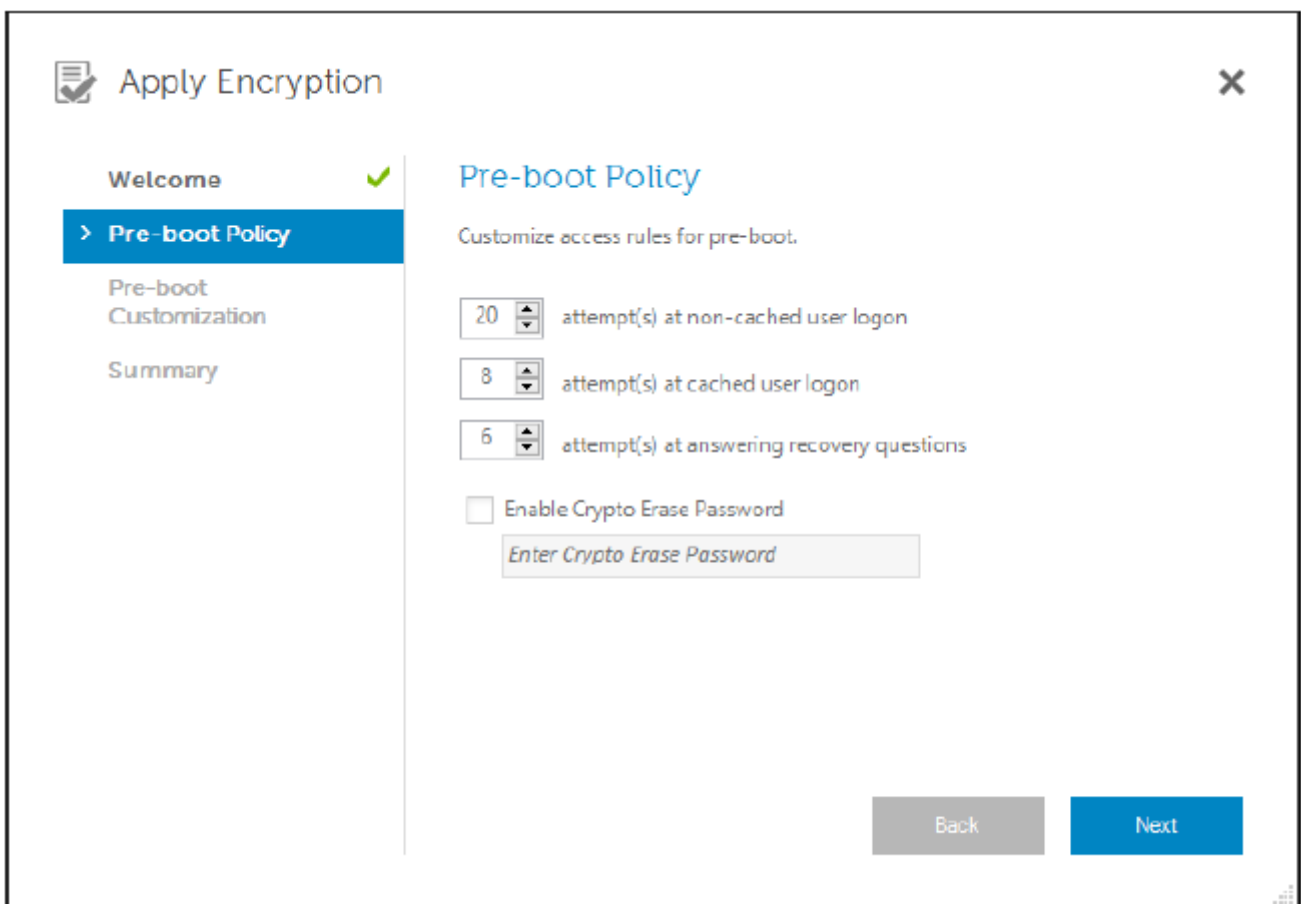 Apply Encryption
Welcome
Pre-boot Policy
Pre-boot
Customization
Summary
Pre-boot Policy
Customize access rules for pre-boot.
20 attempt(s) at non-cached user logon
8 attempt(s) at cached user logon
6 attempt(s) at answering recovery questions
Enable Crypto Erase Password
Enter Crypto Erase Password
Back Next